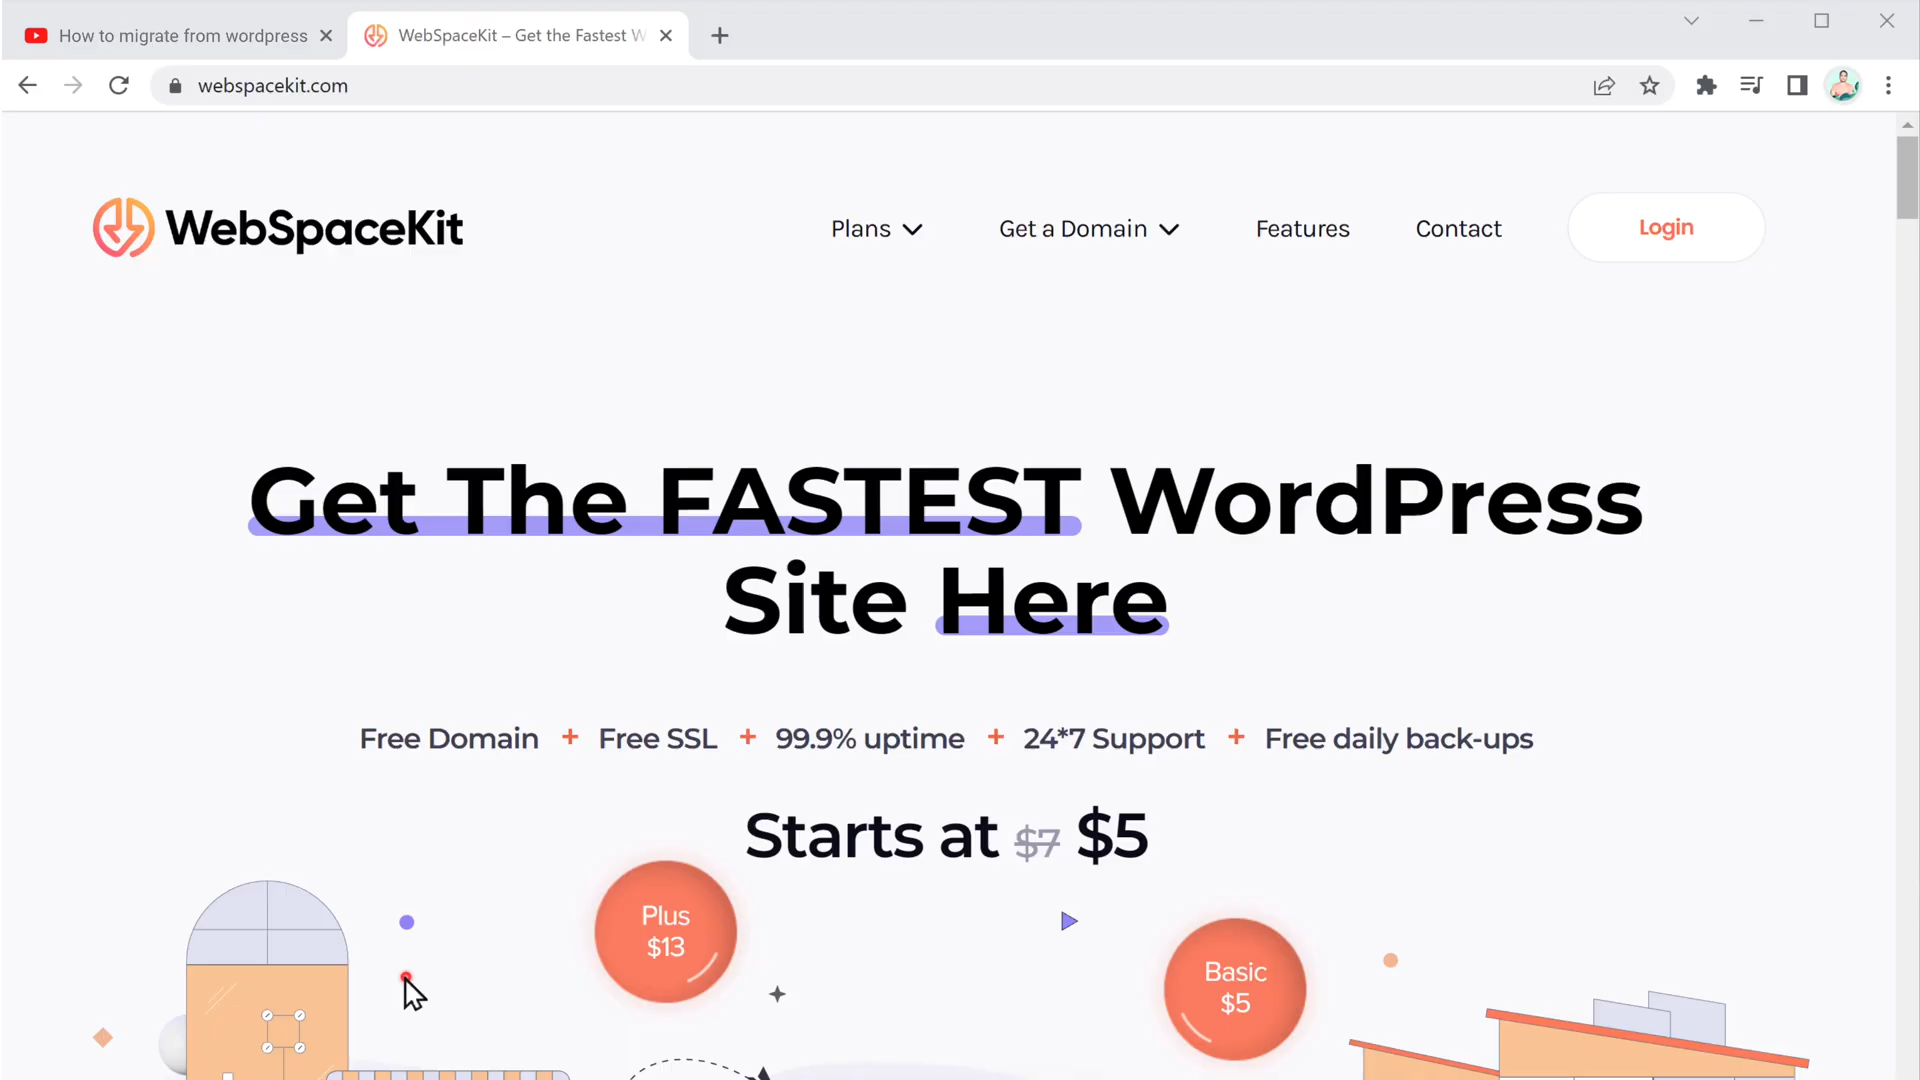 How to migrate from wordpress
WebSpaceKit – Get the Fastest W
webspacekit.com
WebSpaceKit
Plans
Get a Domain
Features
Contact
Login
Get The FASTEST WordPress
Site Here
Free Domain + Free SSL + 99.9% uptime + 24*7 Support + Free daily back-ups
Starts at $7 $5
Plus
$13
Basic
$5